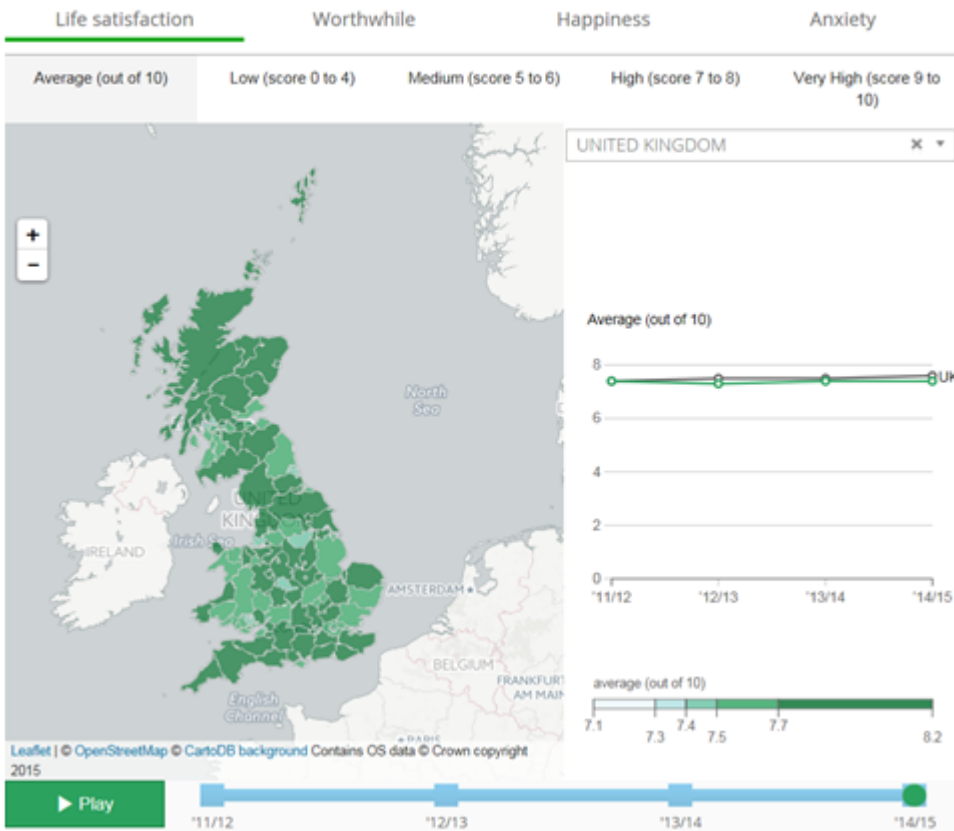 Life satisfaction
Worthwhile
Happiness
Anxiety
Average (out of 10)
Low (score 0 to 4)
Medium (score 5 to 6)
High (score 7 to 8)
Very High (score 9 to
10)
UNITED KINGDOM
+
−
North
Sea
UNITED
KINGDOM
IRELAND
Irish Sea
AMSTERDAM
BELGIUM
FRANKFURT
AM MAIN
English
Channel
PARIS
Leaflet | © OpenStreetMap © CartoDB background Contains OS data © Crown copyright
2015
Average (out of 10)
8
UK
6
4
2
0
'11/12
'12/13
'13/14
'14/15
average (out of 10)
7.1
7.3
7.4
7.5
7.7
8.2
Play
'11/12
'12/13
'13/14
'14/15